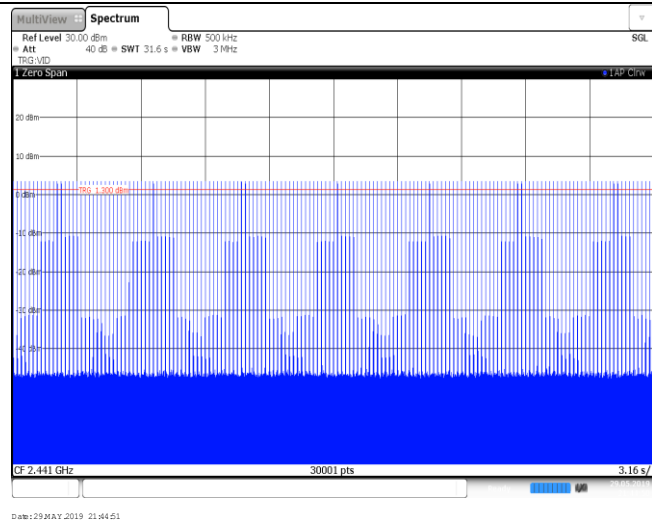 MultiView Spectrum
Ref Level 30.00 dBm RBW 500 kHz SGL
Att 40 dB SWT 31.6 s VBW 3 MHz
TRG:VID
1 Zero Span 1AP Clrw
20 dBm
10 dBm
TRG 1.300 dBm
0 dBm
-10 dBm
-20 dBm
-30 dBm
-40 dBm
CF 2.441 GHz 30001 pts 3.16 s/
Date:29.MAY.2019 21:44:51